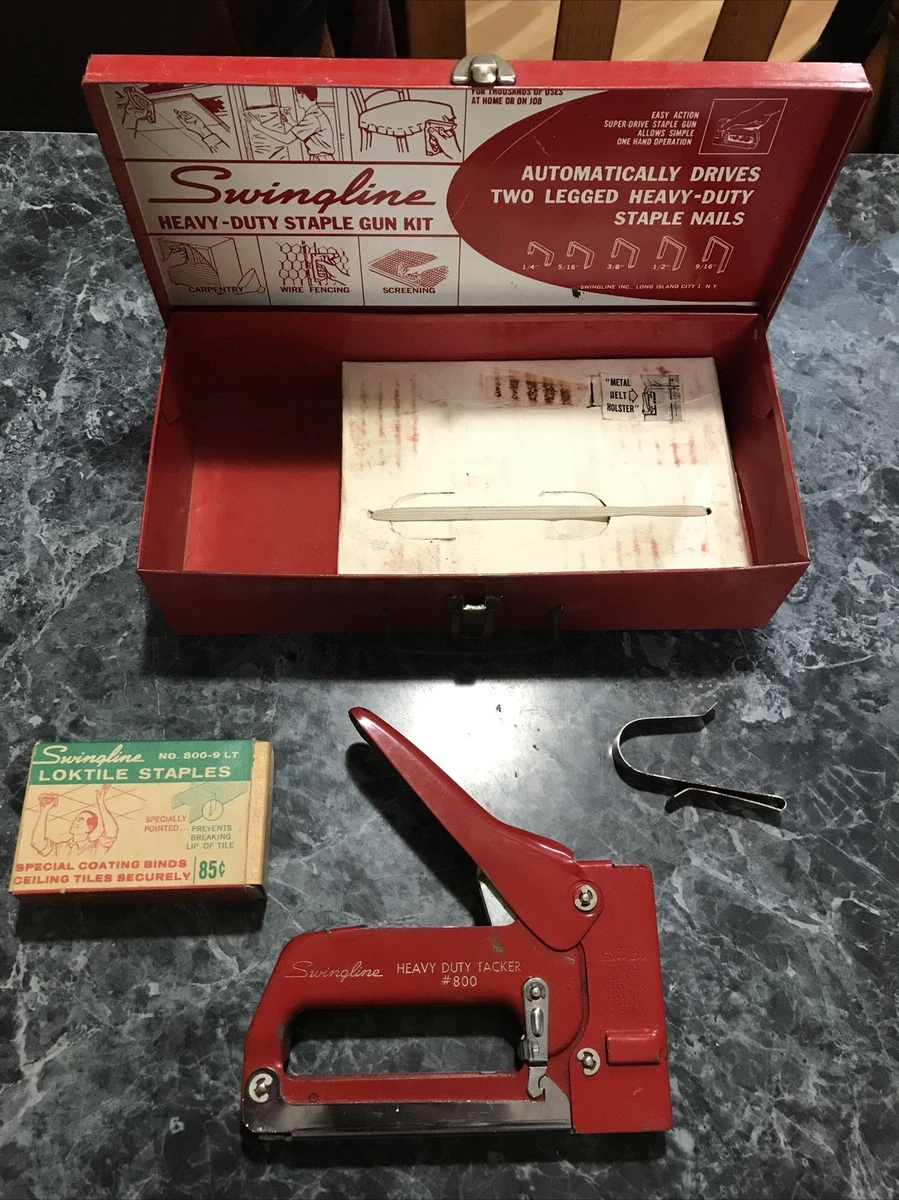 FOR THOUSANDS OF USES
AT HOME OR ON JOB
EASY ACTION
SUPER-DRIVE STAPLE GUN
ALLOWS SIMPLE
ONE HAND OPERATION
Swingline
HEAVY-DUTY STAPLE GUN KIT
AUTOMATICALLY DRIVES
TWO LEGGED HEAVY-DUTY
STAPLE NAILS
1/4" 5/16" 3/8" 1/2" 9/16"
CARPENTRY WIRE FENCING SCREENING
SWINGLINE INC., LONG ISLAND CITY 1, N.Y.
"METAL
BELT
HOLSTER"
Swingline NO. 800-9 LT
LOKTILE STAPLES
SPECIALLY
POINTED... PREVENTS
BREAKING
LIP OF TILE
SPECIAL COATING BINDS
CEILING TILES SECURELY
85¢
Swingline HEAVY DUTY TACKER
#800